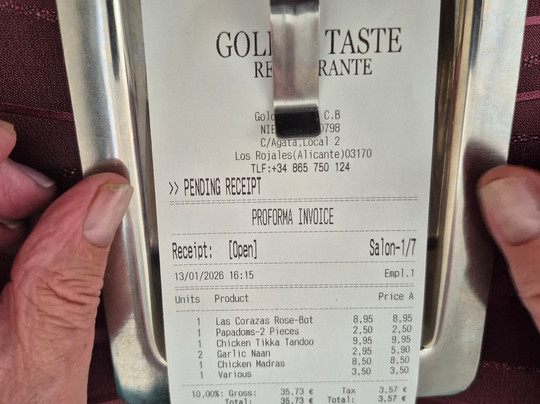 GOL TASTE
RE RANTE
C.B
0798
C/Agata,Local 2
Los Rojales(Alicante)03170
TLF:+34 865 750 124
>> PENDING RECEIPT
PROFORMA INVOICE
Receipt: [Open] Salon-1/7
13/01/2026 16:15 Empl.1
Units Product Price A
1 Las Corazas Rose-Bot 8,95 8,95
1 Papadoms-2 Pieces 2,50 2,50
1 Chicken Tikka Tandoo 9,95 9,95
2 Garlic Naan 2,95 5,90
1 Chicken Madras 8,50 8,50
1 Various 3,50 3,50
10,00%: Gross: 35,73 € Tax 3,57 €
Total: 35,73 € Total: 3,57 €